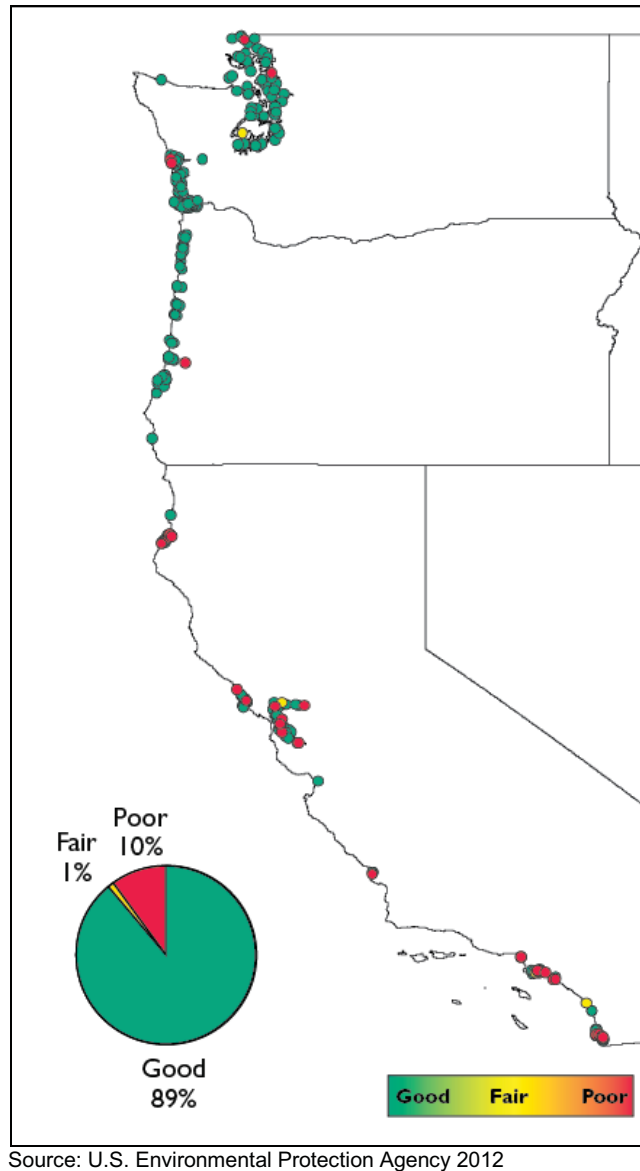 Poor
10%
Fair
1%
Good
89%
Good Fair Poor
Source: U.S. Environmental Protection Agency 2012